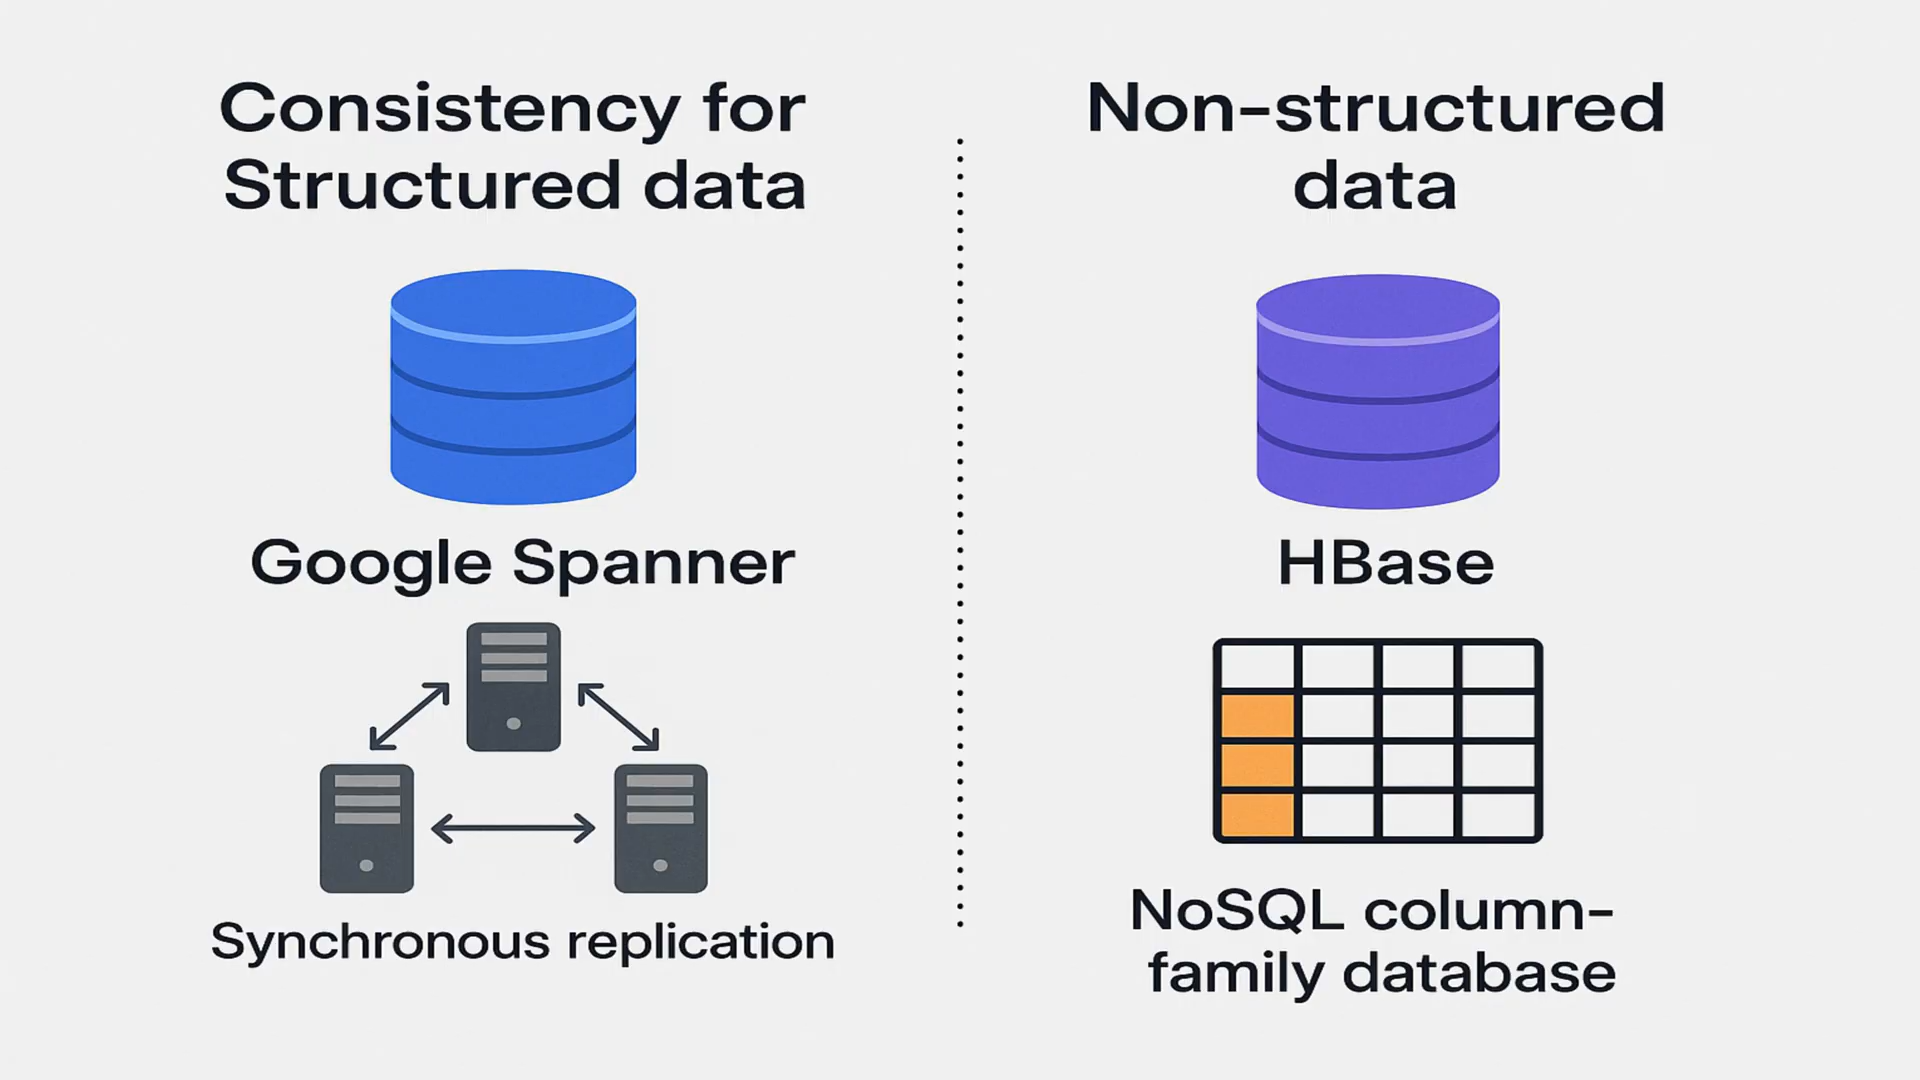 Consistency for
Structured data
Google Spanner
Synchronous replication
Non-structured
data
HBase
NoSQL column-
family database